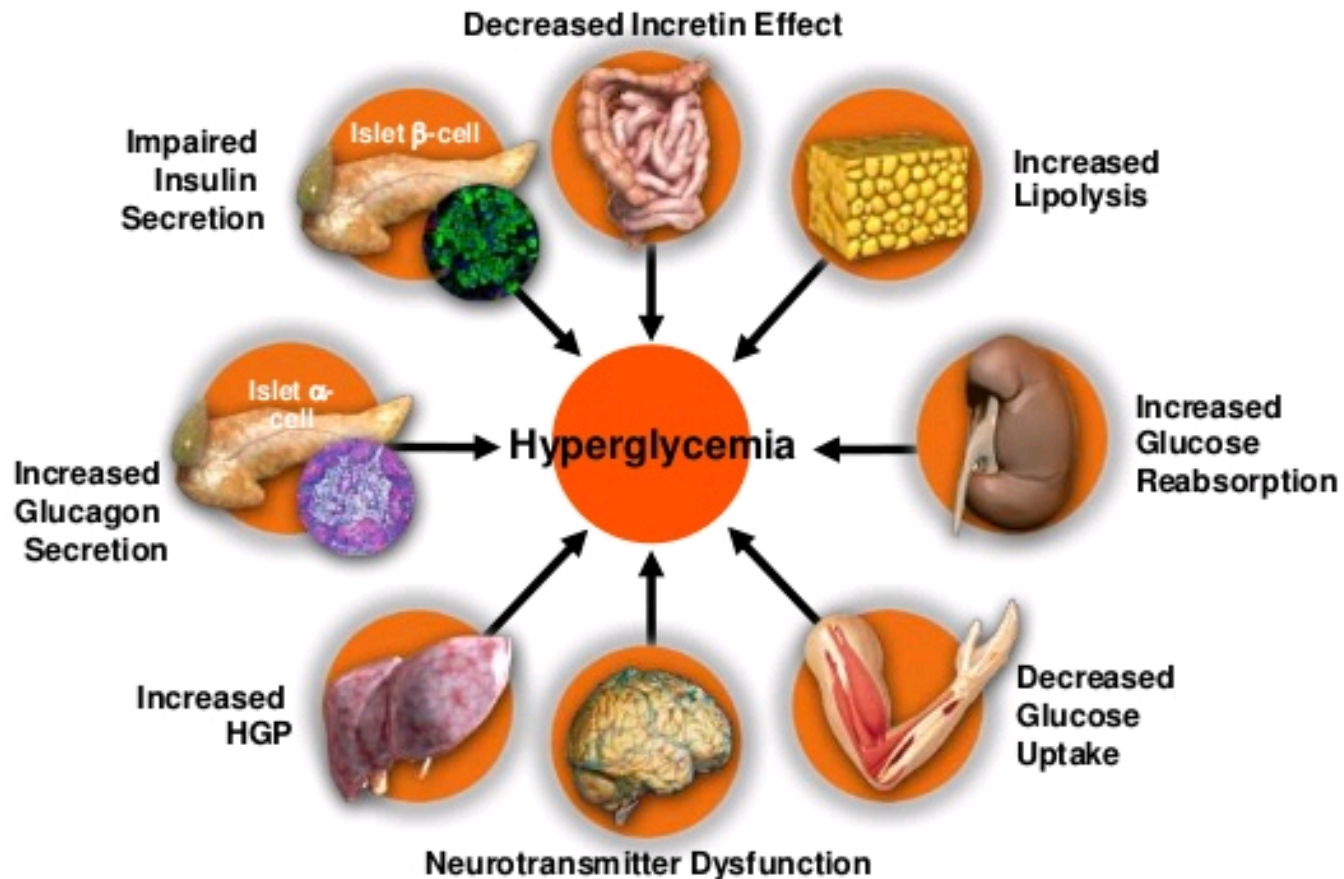 Decreased Incretin Effect
Islet β-cell
Impaired
Insulin
Secretion
Increased
Lipolysis
Islet α-
cell
Increased
Glucagon
Secretion
Hyperglycemia
Increased
Glucose
Reabsorption
Increased
HGP
Decreased
Glucose
Uptake
Neurotransmitter Dysfunction